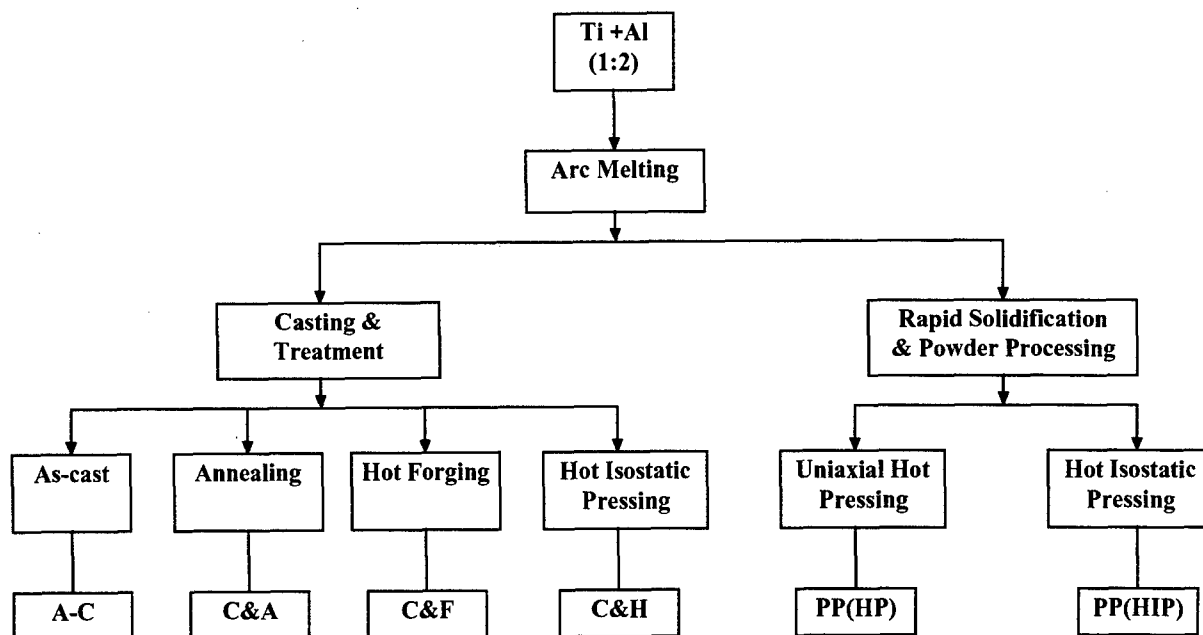 Ti +Al
(1:2)
Arc Melting
Casting &
Treatment
Rapid Solidification
& Powder Processing
As-cast
Annealing
Hot Forging
Hot Isostatic
Pressing
Uniaxial Hot
Pressing
Hot Isostatic
Pressing
A-C
C&A
C&F
C&H
PP(HP)
PP(HIP)